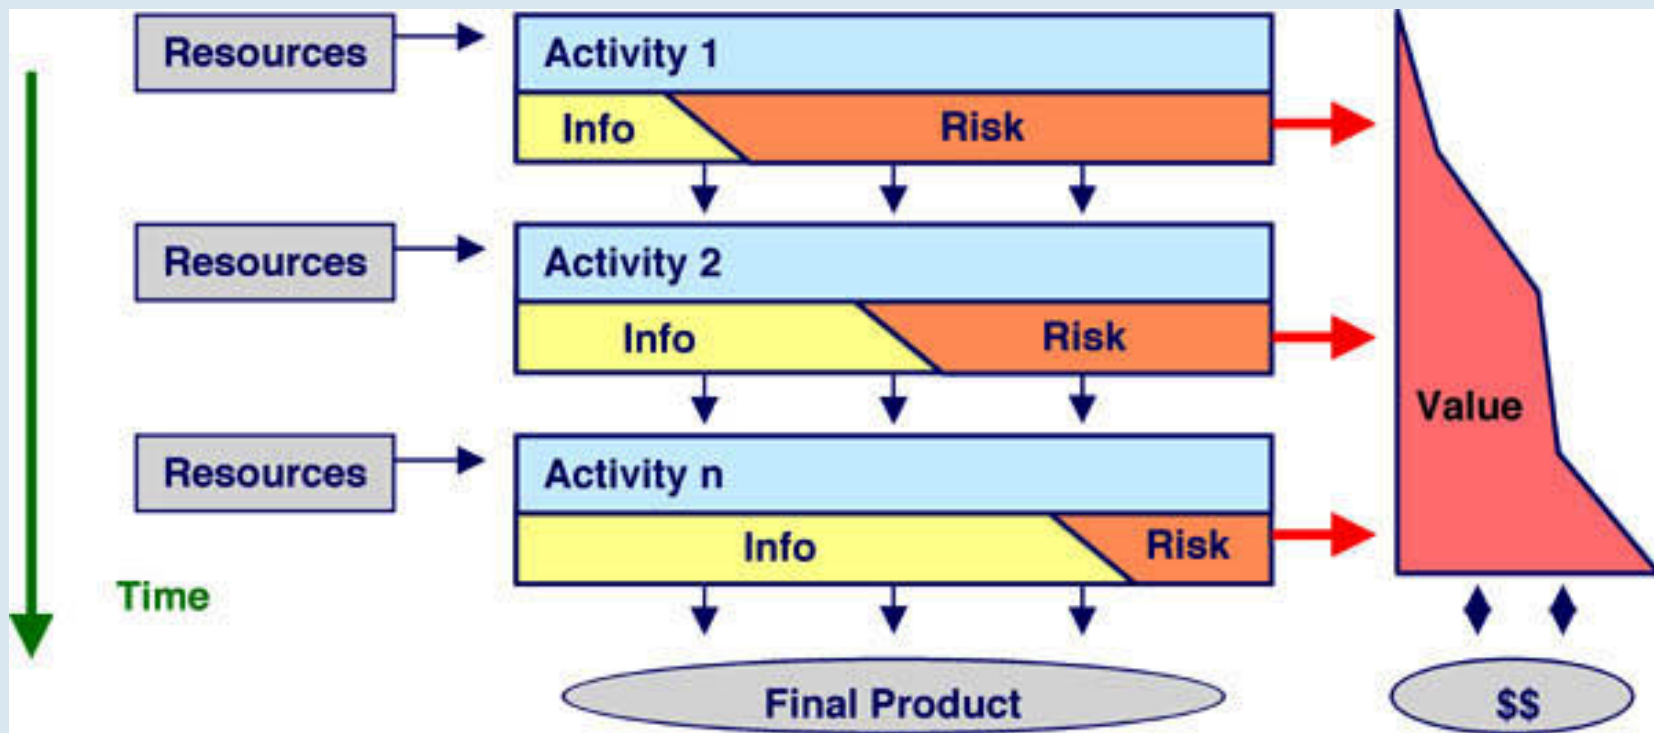 Resources
Activity 1
Info
Risk
Resources
Activity 2
Info
Risk
Value
Resources
Activity n
Info
Risk
Time
Final Product
$$